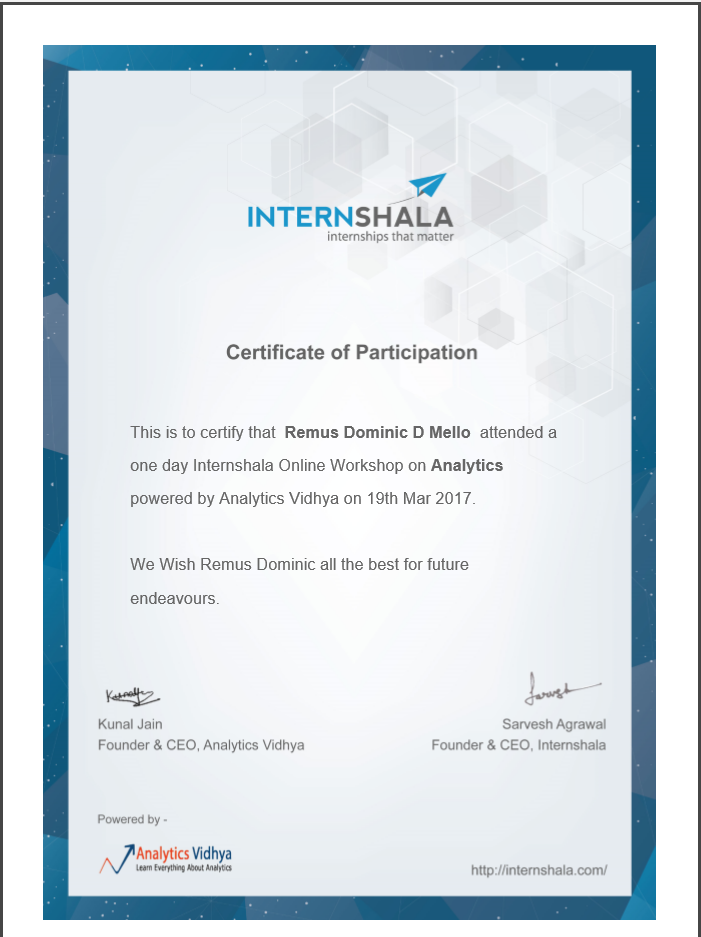 INTERNSHALA
internships that matter
Certificate of Participation
This is to certify that Remus Dominic D Mello attended a
one day Internshala Online Workshop on Analytics
powered by Analytics Vidhya on 19th Mar 2017.
We Wish Remus Dominic all the best for future
endeavours.
Kunal Jain
Founder & CEO, Analytics Vidhya
Sarvesh Agrawal
Founder & CEO, Internshala
Powered by -
Analytics Vidhya
Learn Everything About Analytics
http://internshala.com/